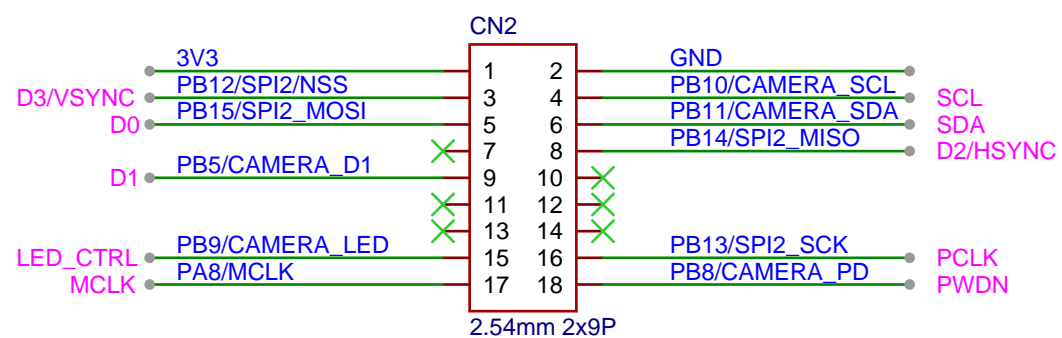 CN2
3V3 1 2 GND
D3/VSYNC PB12/SPI2/NSS 3 4 PB10/CAMERA_SCL SCL
D0 PB15/SPI2_MOSI 5 6 PB11/CAMERA_SDA SDA
7 8 PB14/SPI2_MISO D2/HSYNC
D1 PB5/CAMERA_D1 9 10
11 12
13 14
LED_CTRL PB9/CAMERA_LED 15 16 PB13/SPI2_SCK PCLK
MCLK PA8/MCLK 17 18 PB8/CAMERA_PD PWDN
2.54mm 2x9P